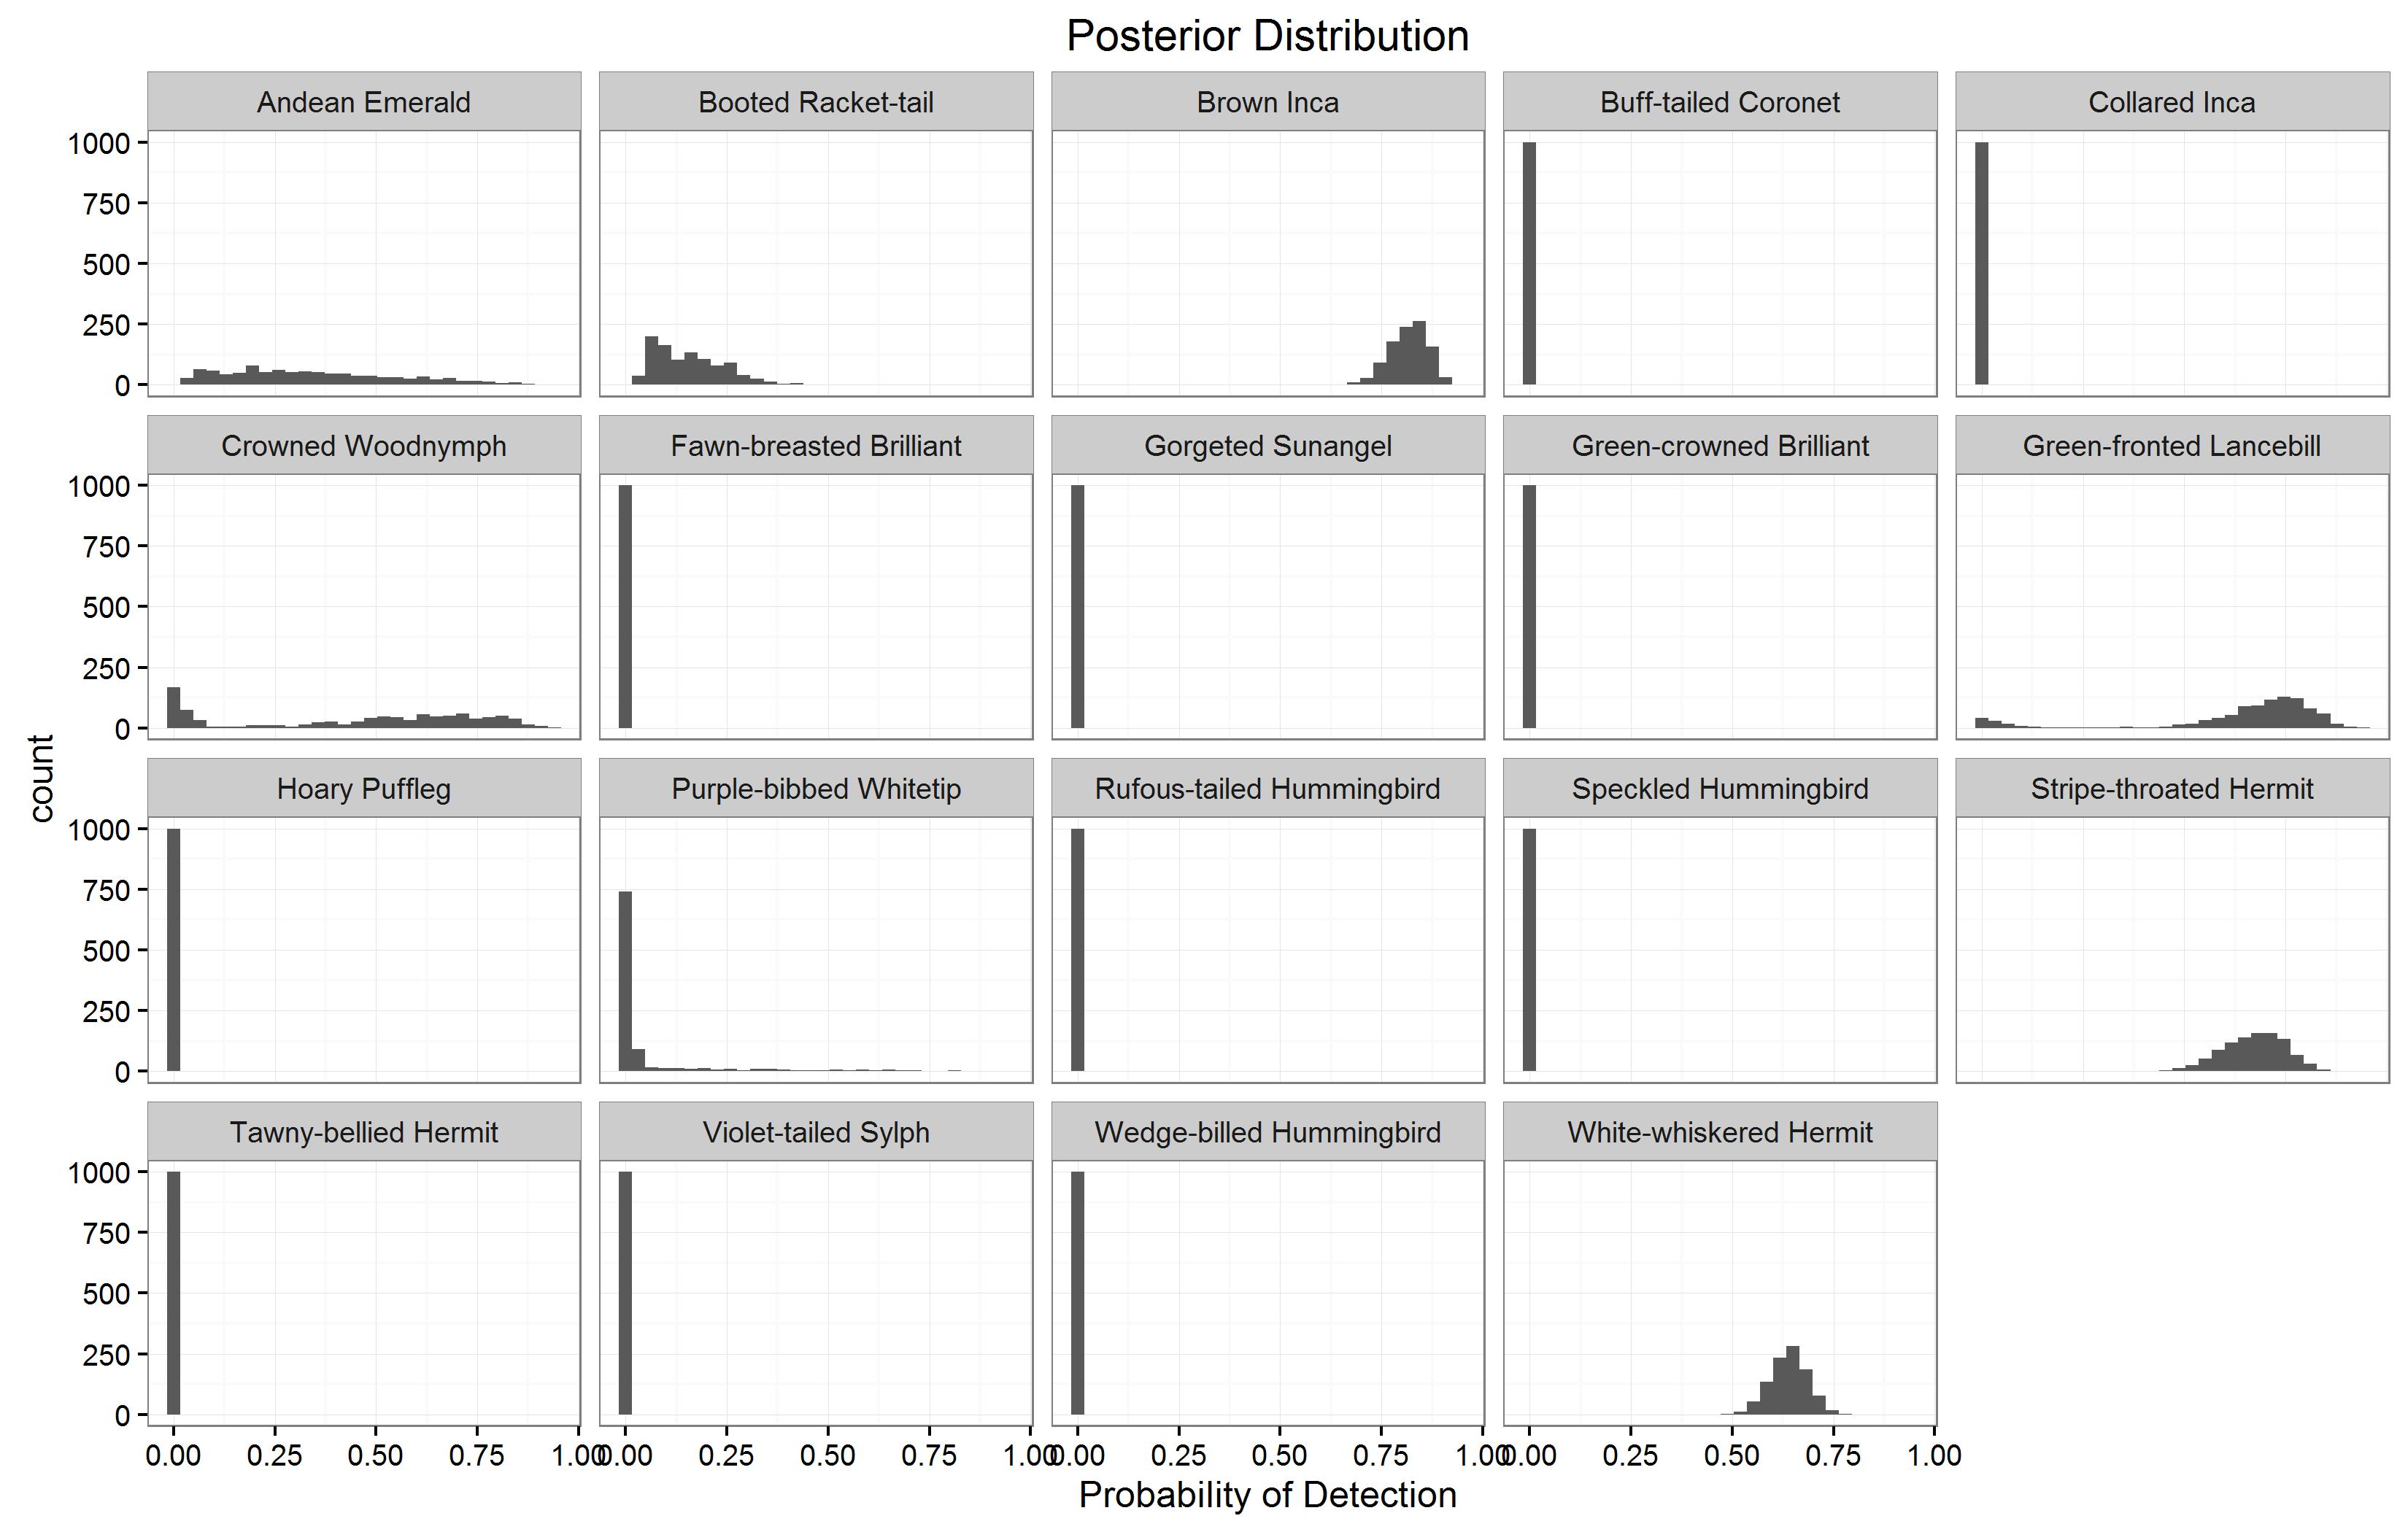 Posterior Distribution
Andean Emerald Booted Racket-tail Brown Inca Buff-tailed Coronet Collared Inca
1000
750
500
250
0
Crowned Woodnymph Fawn-breasted Brilliant Gorgeted Sunangel Green-crowned Brilliant Green-fronted Lancebill
1000
750
500
250
0
count
Hoary Puffleg Purple-bibbed Whitetip Rufous-tailed Hummingbird Speckled Hummingbird Stripe-throated Hermit
1000
750
500
250
0
Tawny-bellied Hermit Violet-tailed Sylph Wedge-billed Hummingbird White-whiskered Hermit
1000
750
500
250
0
0.00 0.25 0.50 0.75 1.00 0.00 0.25 0.50 0.75 1.00 0.00 0.25 0.50 0.75 1.00 0.00 0.25 0.50 0.75 1.00
Probability of Detection